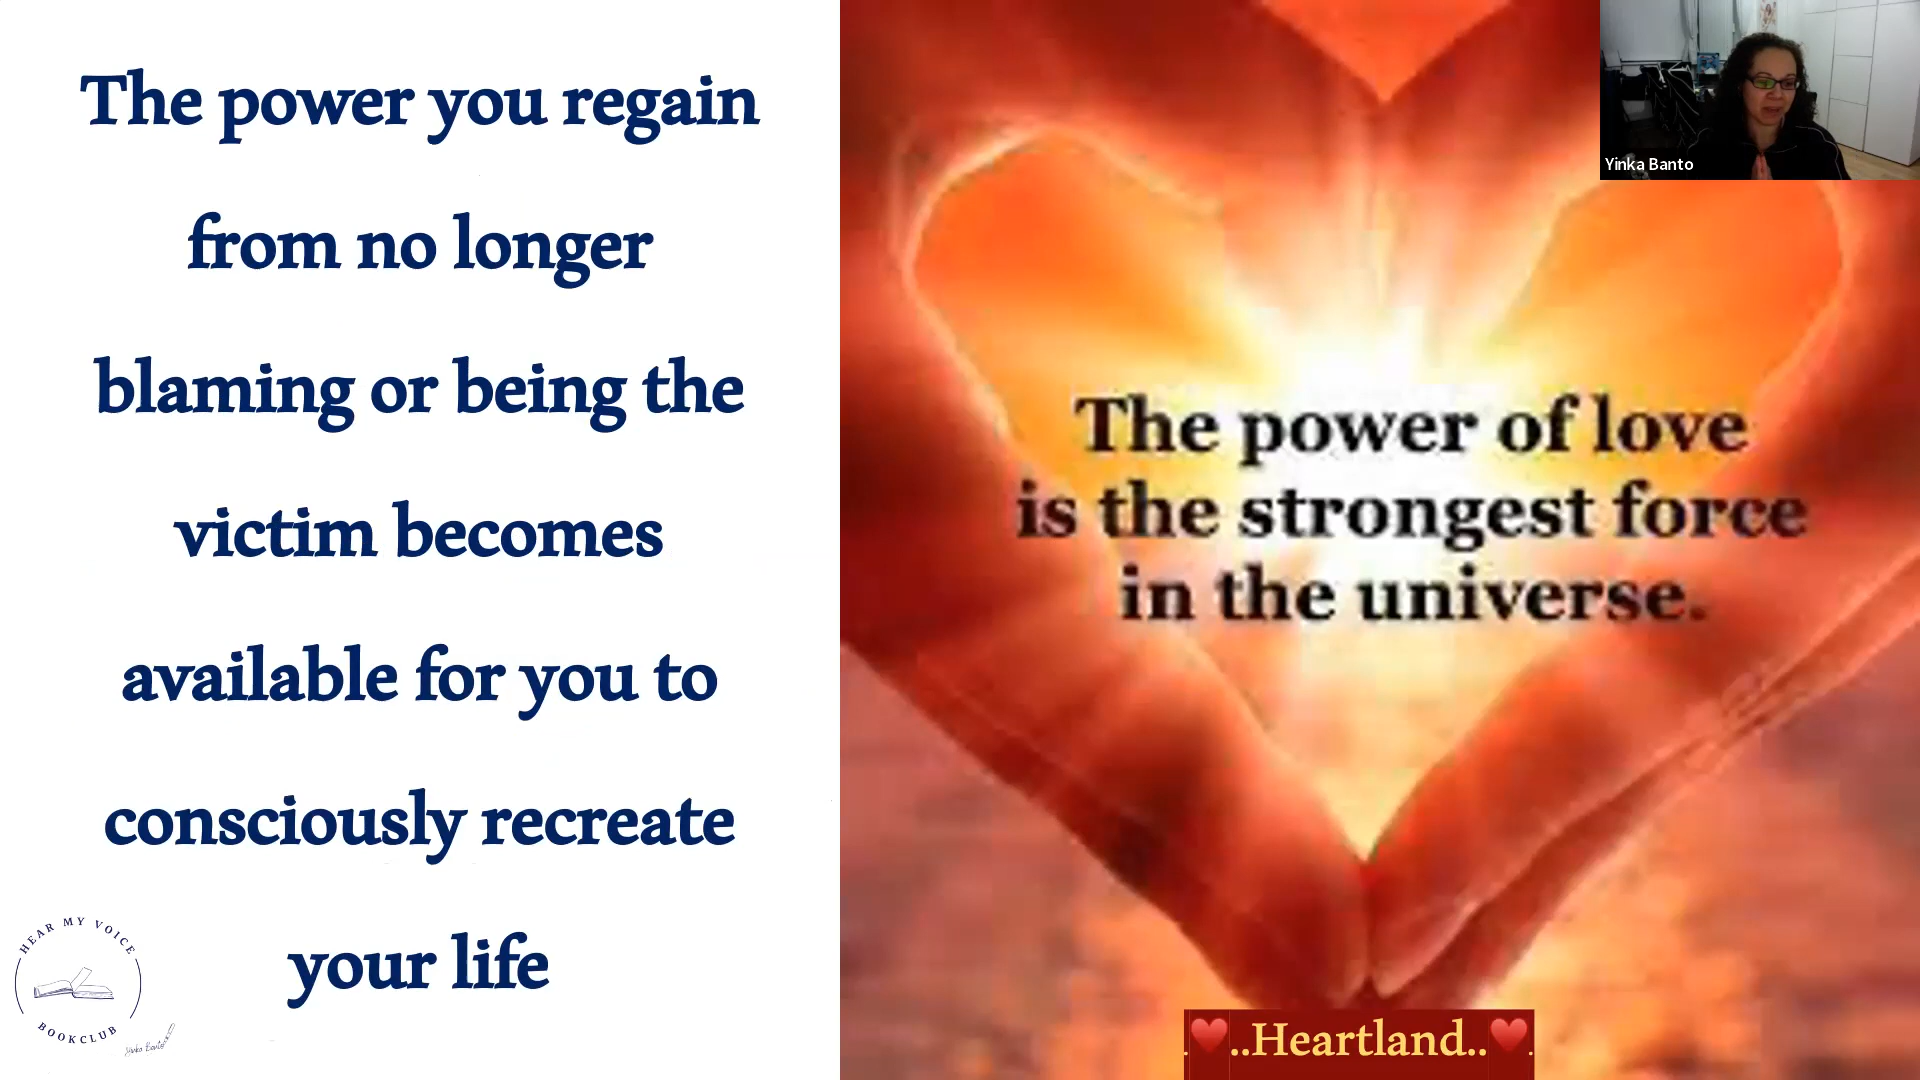 The power you regain
from no longer
blaming or being the
victim becomes
available for you to
consciously recreate
your life
HEAR MY VOICE
BOOKCLUB
Yinka Banto
The power of love
is the strongest force
in the universe.
.♥..Heartland..♥.
Yinka Banto